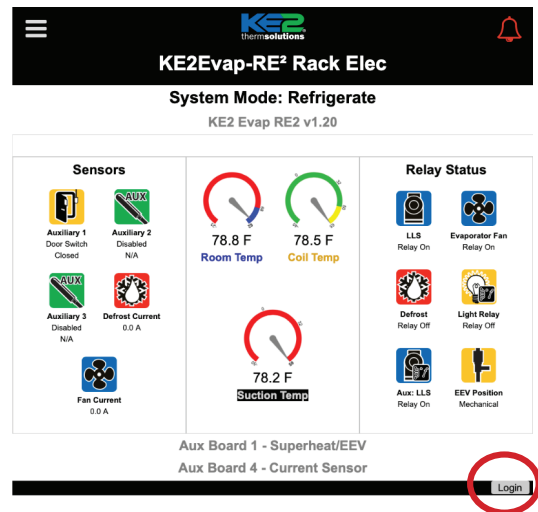 KE2
thermsolutions
KE2Evap-RE² Rack Elec
System Mode: Refrigerate
KE2 Evap RE2 v1.20
Sensors
AUX
Auxiliary 1
Door Switch
Closed
Auxiliary 2
Disabled
N/A
AUX
Auxiliary 3
Disabled
N/A
Defrost Current
0.0 A
Fan Current
0.0 A
78.8 F
Room Temp
78.5 F
Coil Temp
78.2 F
Suction Temp
Relay Status
LLS
Relay On
Evaporator Fan
Relay On
Defrost
Relay Off
Light Relay
Relay Off
Aux: LLS
Relay On
EEV Position
Mechanical
Aux Board 1 - Superheat/EEV
Aux Board 4 - Current Sensor
Login